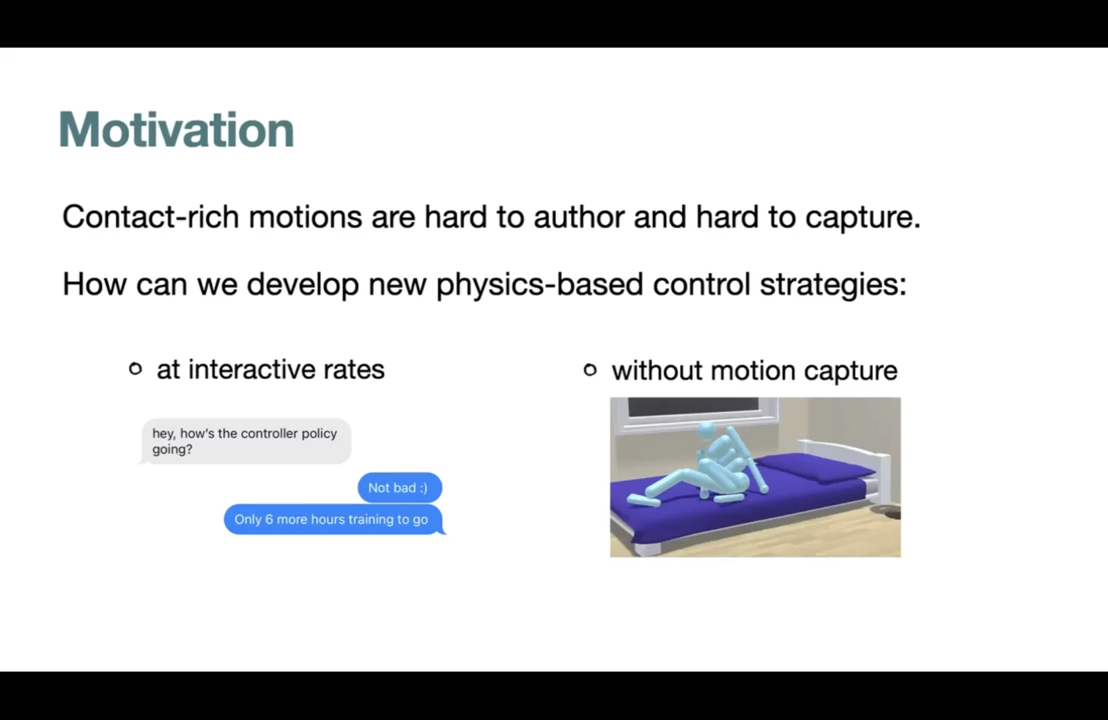 Motivation
Contact-rich motions are hard to author and hard to capture.
How can we develop new physics-based control strategies:
at interactive rates
hey, how's the controller policy
going?
Not bad :)
Only 6 more hours training to go
without motion capture